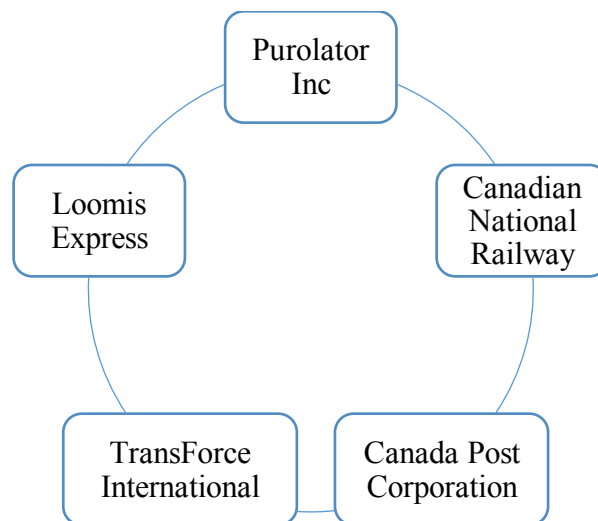 Purolator
Inc
Loomis
Express
Canadian
National
Railway
TransForce
International
Canada Post
Corporation